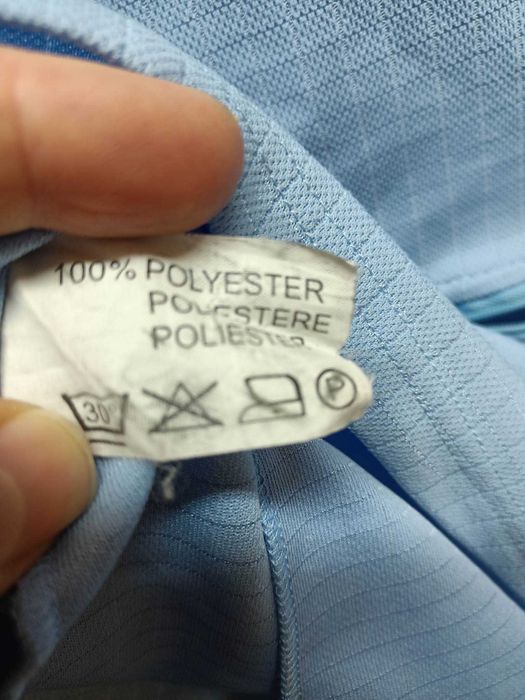 100% POLYESTER
POLIESTERE
POLIESTER
30°
P